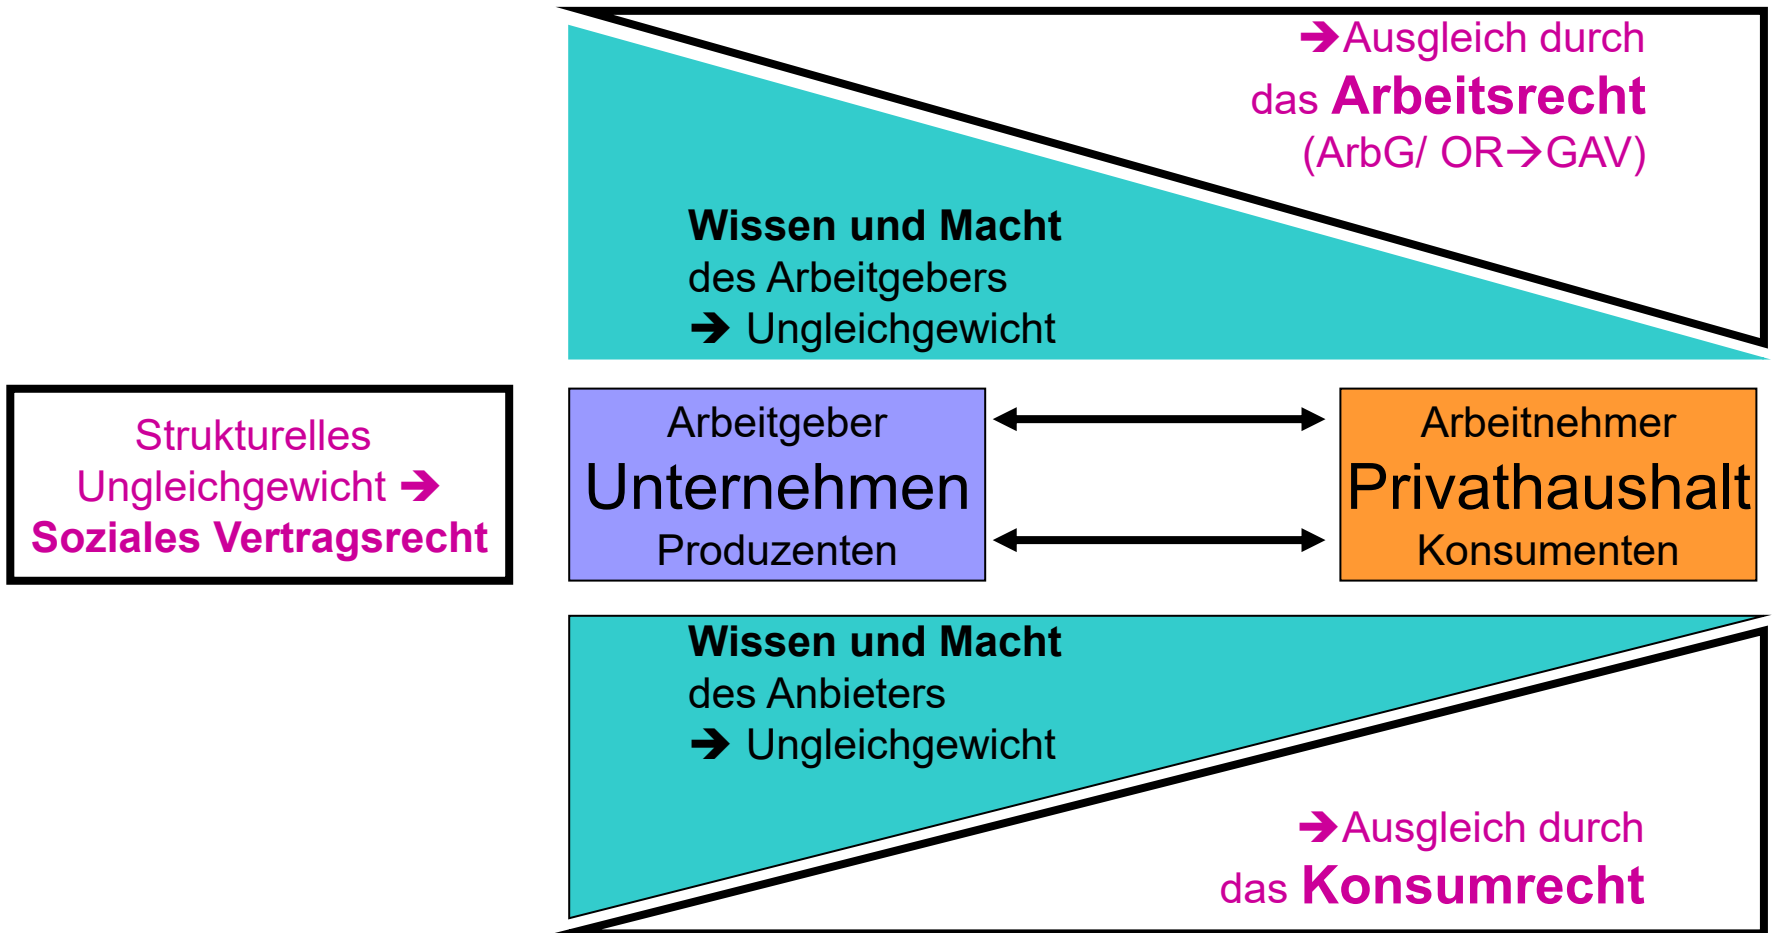 ➔Ausgleich durch
das Arbeitsrecht
(ArbG/ OR→GAV)
Wissen und Macht
des Arbeitgebers
➔ Ungleichgewicht
Strukturelles
Ungleichgewicht ➔
Soziales Vertragsrecht
Arbeitgeber
Unternehmen
Produzenten
Arbeitnehmer
Privathaushalt
Konsumenten
Wissen und Macht
des Anbieters
➔ Ungleichgewicht
➔Ausgleich durch
das Konsumrecht